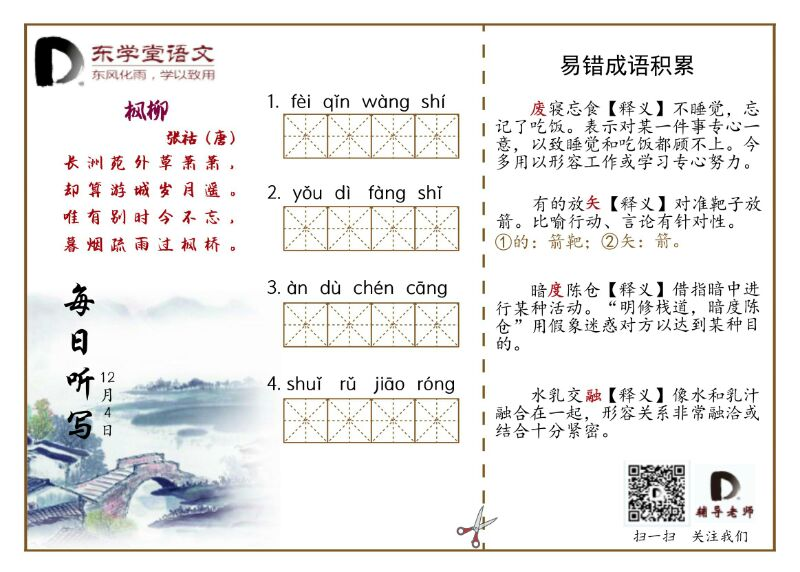 东学堂语文
东风化雨，学以致用
枫柳
张祜（唐）
长洲苑外草萧萧，
却算游城岁月遥。
唯有别时今不忘，
暮烟疏雨过枫桥。
每日听写
12月4日
1. fèi qǐn wàng shí
2. yǒu dì fàng shǐ
3. àn dù chén cāng
4. shuǐ rǔ jiāo róng
易错成语积累
废寝忘食【释义】不睡觉，忘
记了吃饭。表示对某一件事专心一
意，以致睡觉和吃饭都顾不上。今
多用以形容工作或学习专心努力。
有的放矢【释义】对准靶子放
箭。比喻行动、言论有针对性。
①的：箭靶；②矢：箭。
暗度陈仓【释义】借指暗中进
行某种活动。“明修栈道，暗度陈
仓”用假象迷惑对方以达到某种目
的。
水乳交融【释义】像水和乳汁
融合在一起，形容关系非常融洽或
结合十分紧密。
辅导老师
扫一扫 关注我们